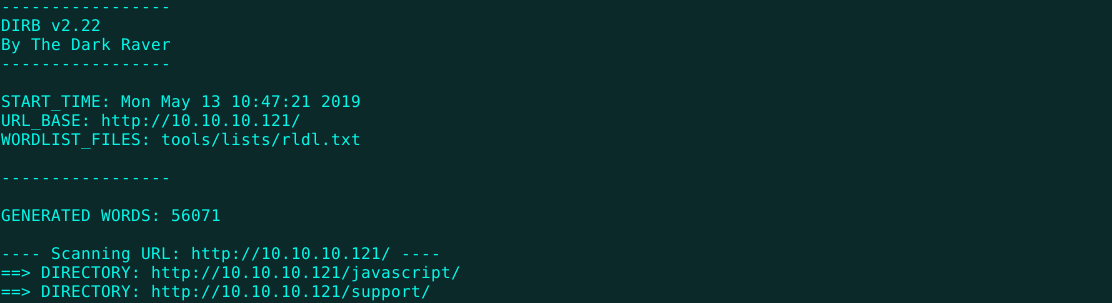 -----------------
DIRB v2.22
By The Dark Raver
-----------------
START_TIME: Mon May 13 10:47:21 2019
URL_BASE: http://10.10.10.121/
WORDLIST_FILES: tools/lists/rldl.txt
-----------------
GENERATED WORDS: 56071
---- Scanning URL: http://10.10.10.121/ ----
==> DIRECTORY: http://10.10.10.121/javascript/
==> DIRECTORY: http://10.10.10.121/support/